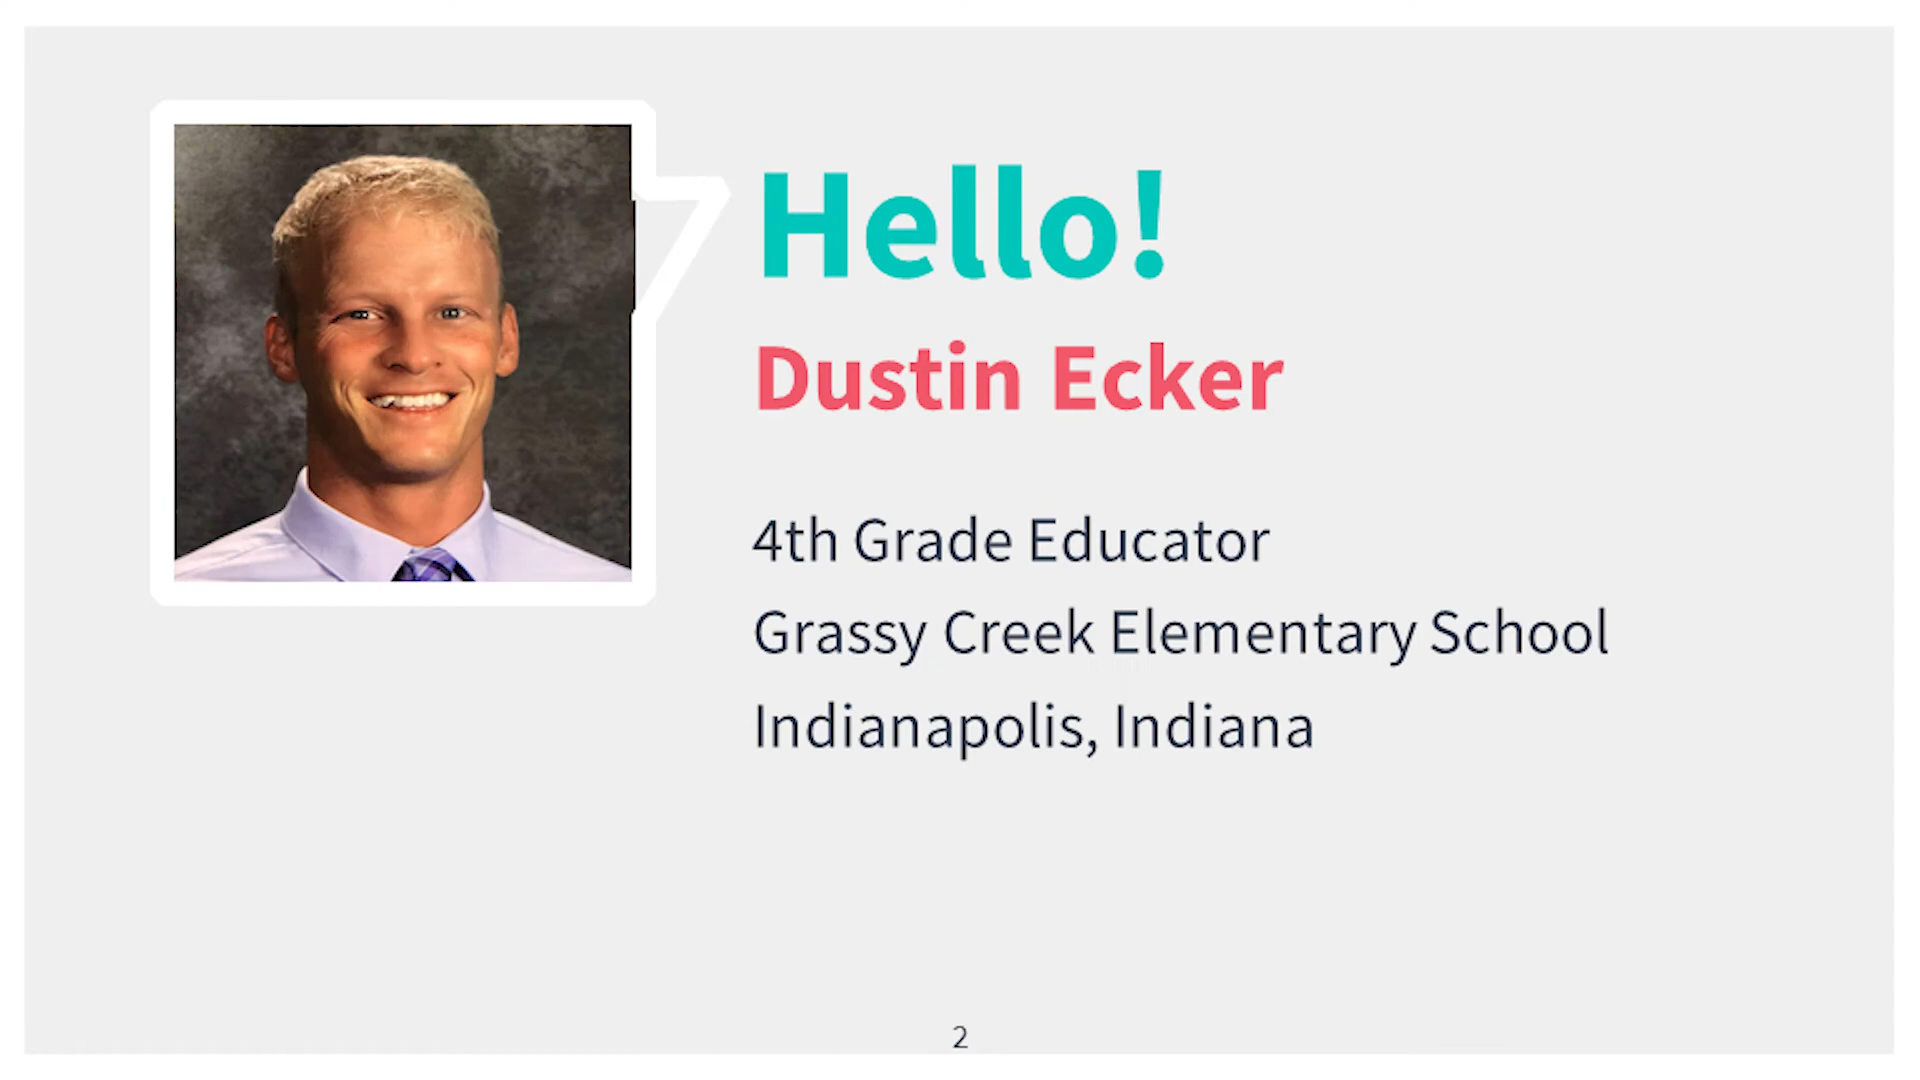 Hello!
Dustin Ecker
4th Grade Educator
Grassy Creek Elementary School
Indianapolis, Indiana
2